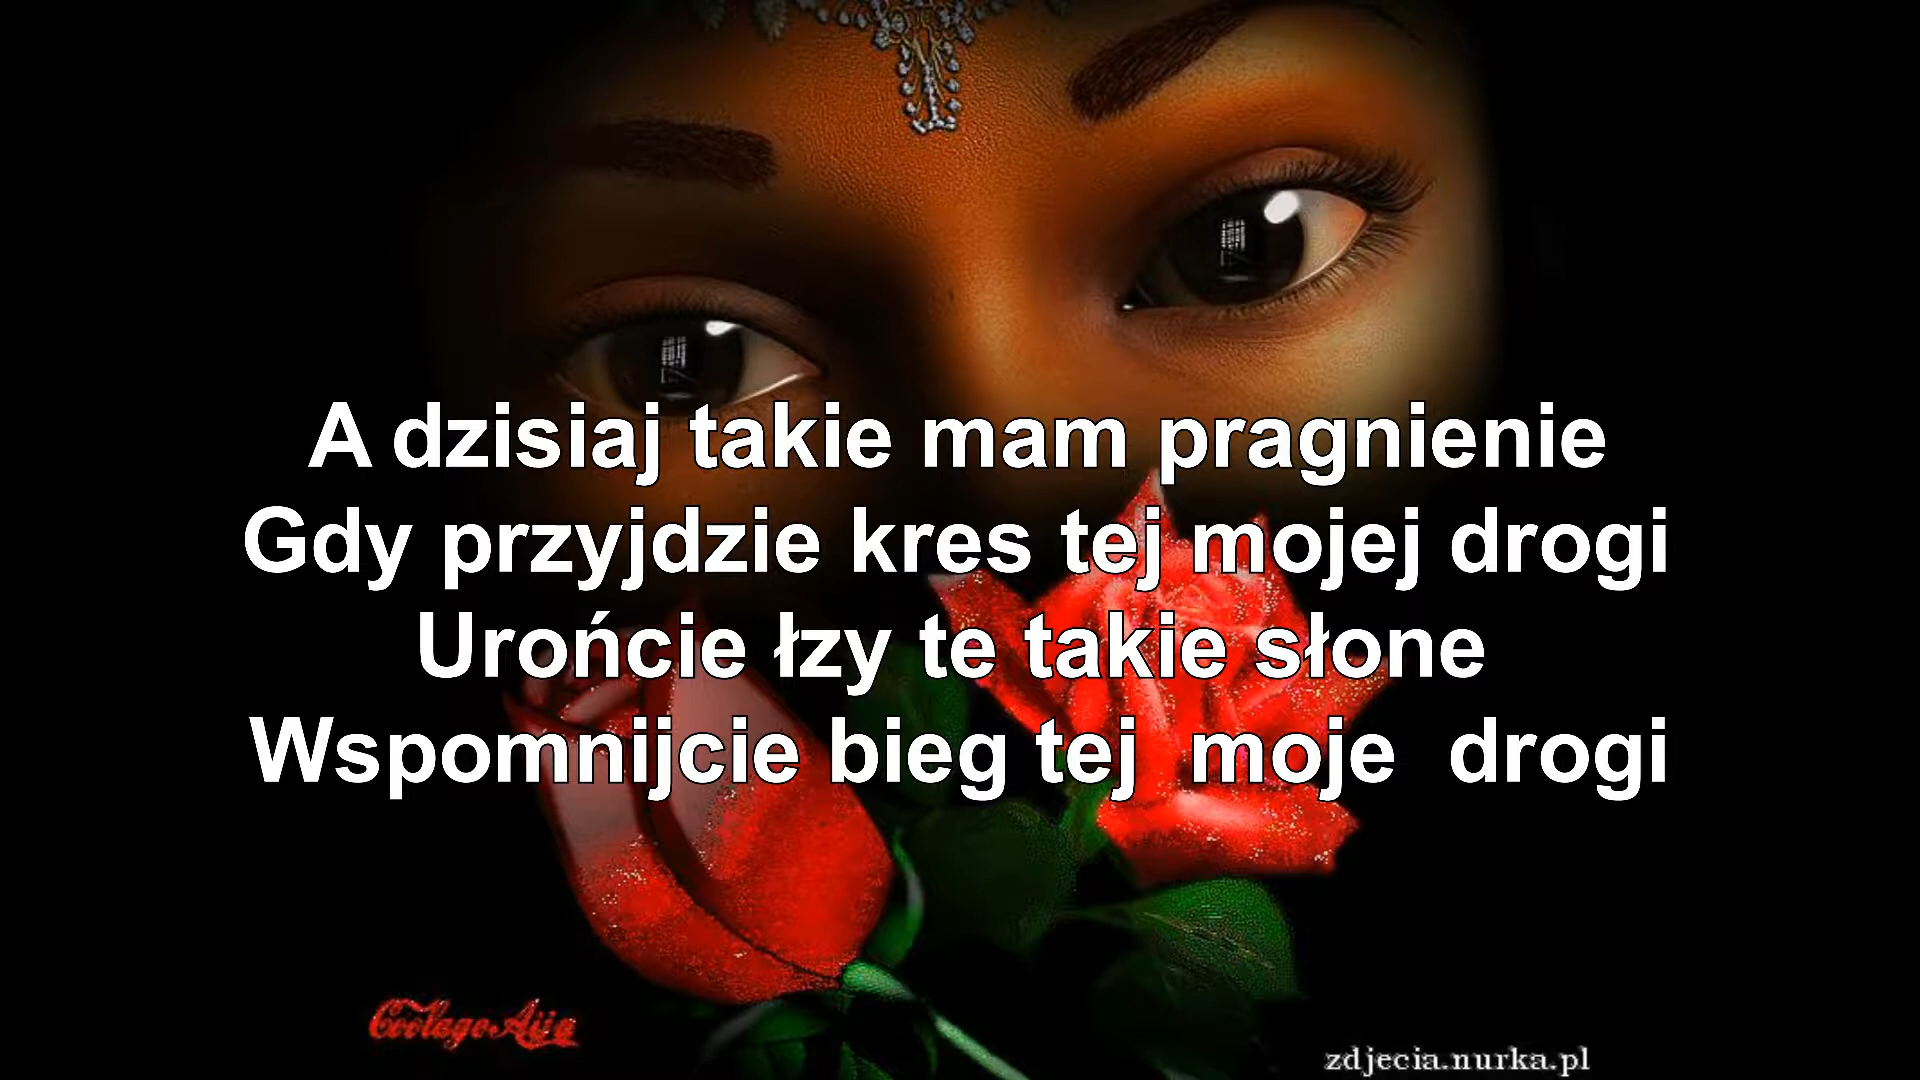 A dzisiaj takie mam pragnienie
Gdy przyjdzie kres tej mojej drogi
Urońcie łzy te takie słone
Wspomnijcie bieg tej  moje  drogi
zdjecia.nurka.pl